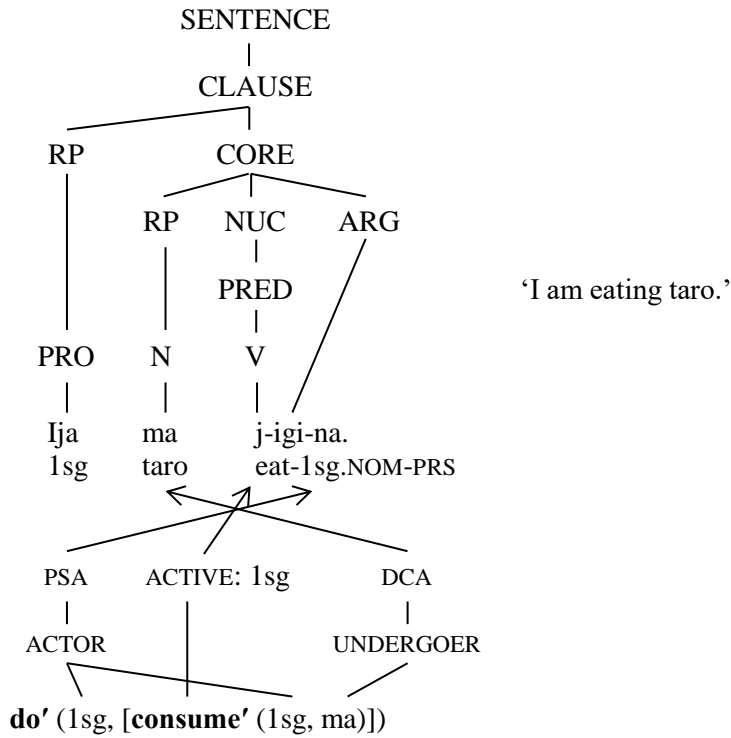 SENTENCE
CLAUSE
RP CORE
RP NUC ARG
PRED ‘I am eating taro.’
PRO N V
Ija ma j-igi-na.
1sg taro eat-1sg.NOM-PRS
PSA ACTIVE: 1sg DCA
ACTOR UNDERGOER
do′ (1sg, [consume′ (1sg, ma)])